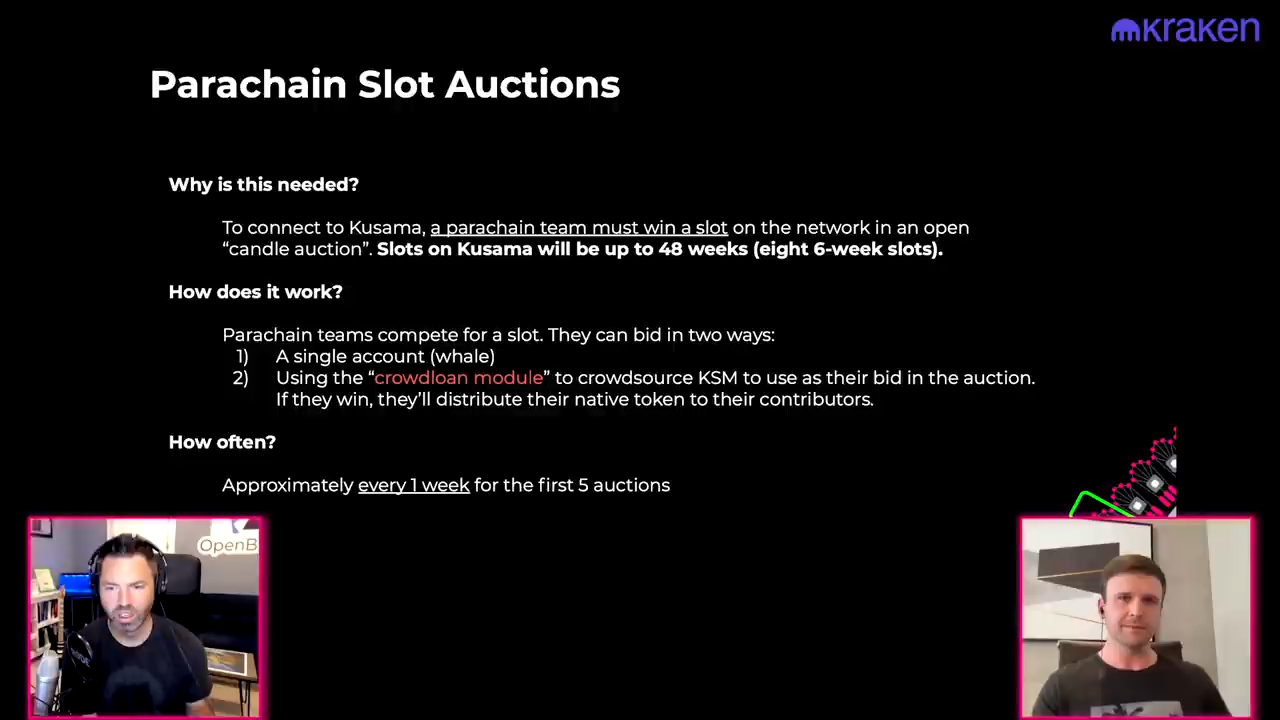 kraken
Parachain Slot Auctions
Why is this needed?
To connect to Kusama, a parachain team must win a slot on the network in an open
“candle auction”. Slots on Kusama will be up to 48 weeks (eight 6-week slots).
How does it work?
Parachain teams compete for a slot. They can bid in two ways:
1) A single account (whale)
2) Using the “crowdloan module” to crowdsource KSM to use as their bid in the auction.
If they win, they’ll distribute their native token to their contributors.
How often?
Approximately every 1 week for the first 5 auctions
OpenB